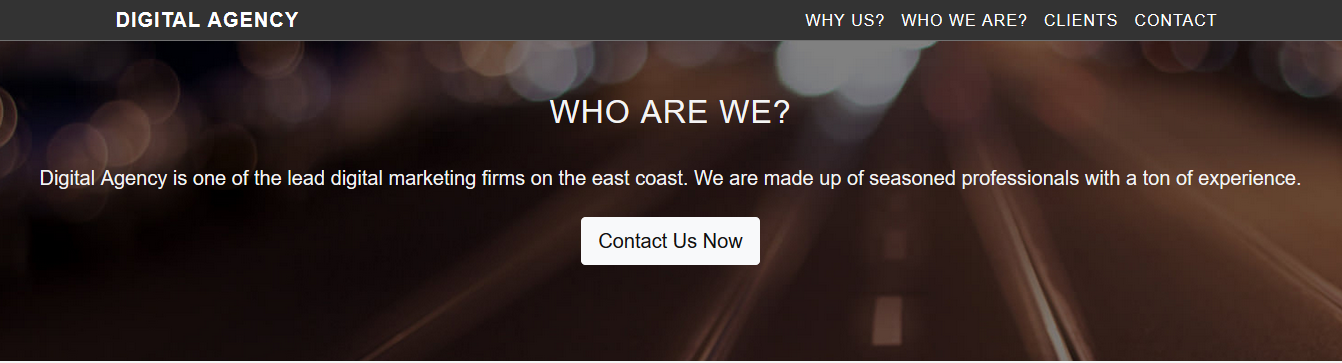 DIGITAL AGENCY WHY US? WHO WE ARE? CLIENTS CONTACT
WHO ARE WE?
Digital Agency is one of the lead digital marketing firms on the east coast. We are made up of seasoned professionals with a ton of experience.
Contact Us Now